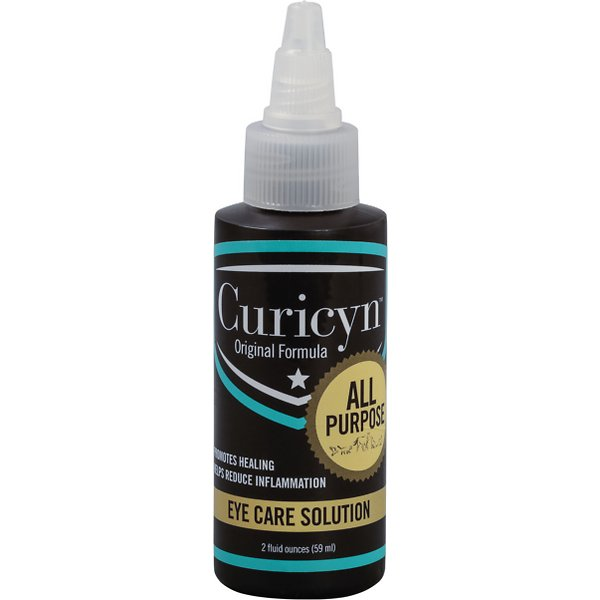 Curicyn™
Original Formula
ALL
PURPOSE
PROMOTES HEALING
HELPS REDUCE INFLAMMATION
EYE CARE SOLUTION
2 fluid ounces (59 ml)